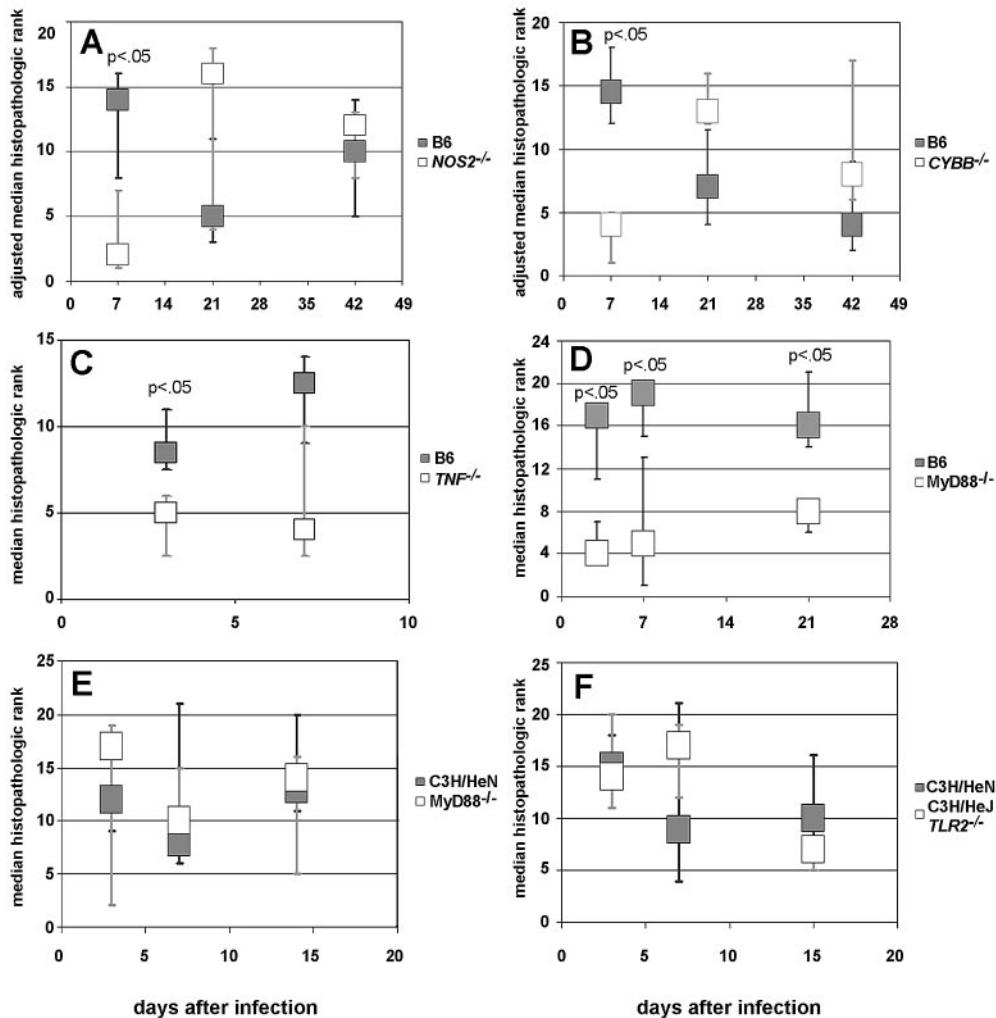 A
p<.05
adjusted median histopathologic rank
20
15
10
5
0
0 7 14 21 28 35 42 49
B6
NOS2-/-
B
p<.05
adjusted median histopathologic rank
20
15
10
5
0
0 7 14 21 28 35 42 49
B6
CYBB-/-
C
p<.05
median histopathologic rank
15
10
5
0
0 5 10
B6
TNF-/-
D
p<.05
p<.05
p<.05
median histopathologic rank
24
20
16
12
8
4
0
0 7 14 21 28
B6
MyD88-/-
E
median histopathologic rank
25
20
15
10
5
0
0 5 10 15 20
C3H/HeN
MyD88-/-
days after infection
F
median histopathologic rank
25
20
15
10
5
0
0 5 10 15 20
C3H/HeN
C3H/HeJ
TLR2-/-
days after infection